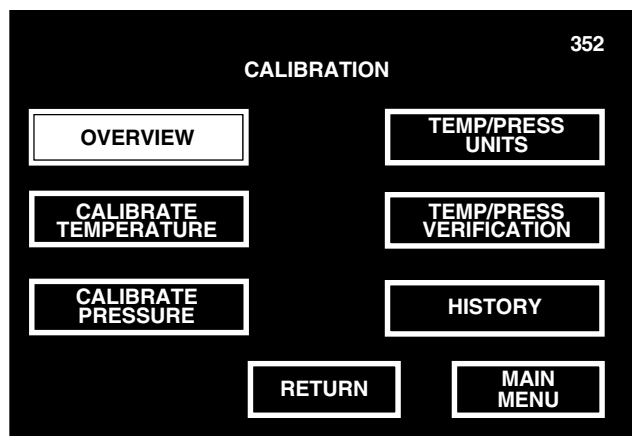 352
CALIBRATION
OVERVIEW
TEMP/PRESS
UNITS
CALIBRATE
TEMPERATURE
TEMP/PRESS
VERIFICATION
CALIBRATE
PRESSURE
HISTORY
RETURN
MAIN
MENU